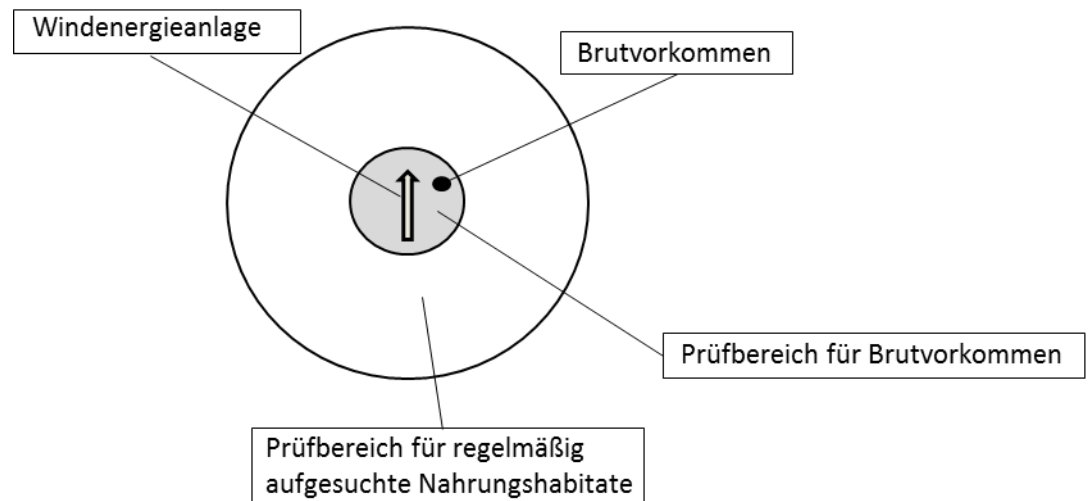 Windenergieanlage
Brutvorkommen
Prüfbereich für Brutvorkommen
Prüfbereich für regelmäßig
aufgesuchte Nahrungshabitate